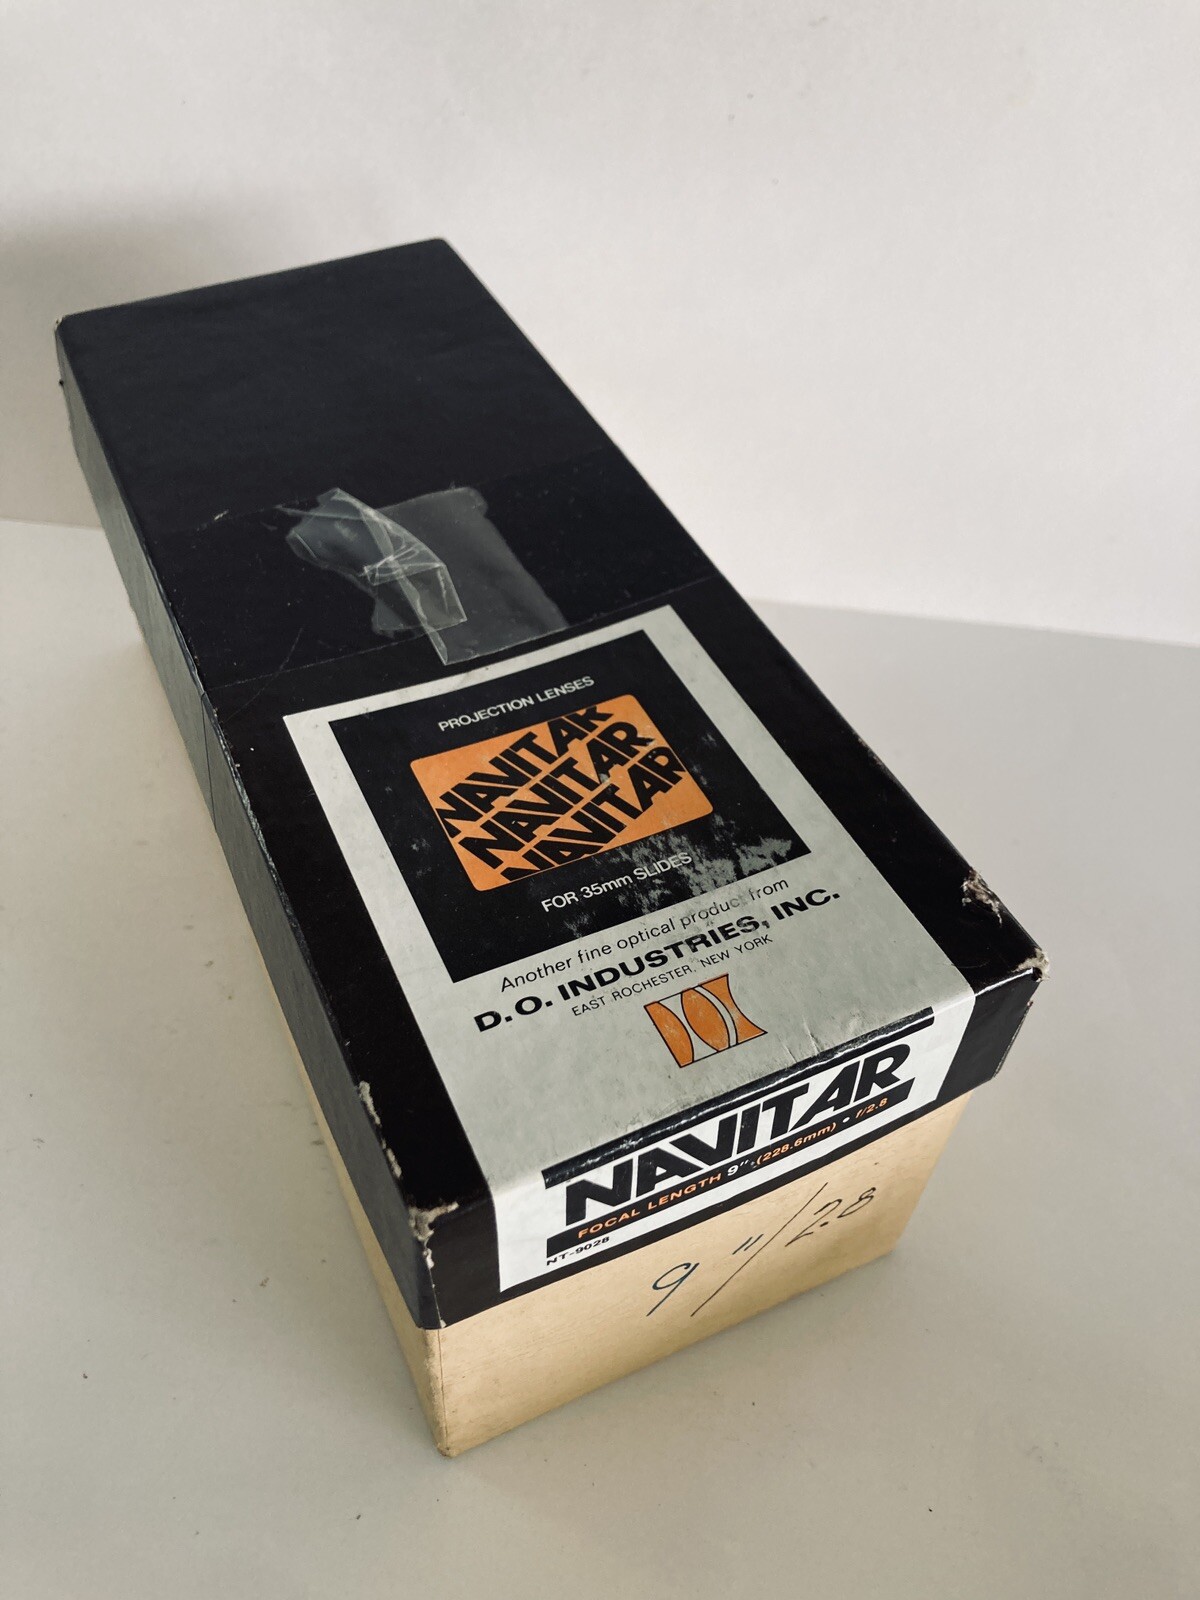 PROJECTION LENSES
NAVITAR
NAVITAR
NAVITAR
FOR 35mm SLIDES
Another fine optical product from
D.O. INDUSTRIES, INC.
EAST ROCHESTER, NEW YORK
NAVITAR
FOCAL LENGTH 9" (228.6mm) • f/2.8
NT-9028
9"/2.8